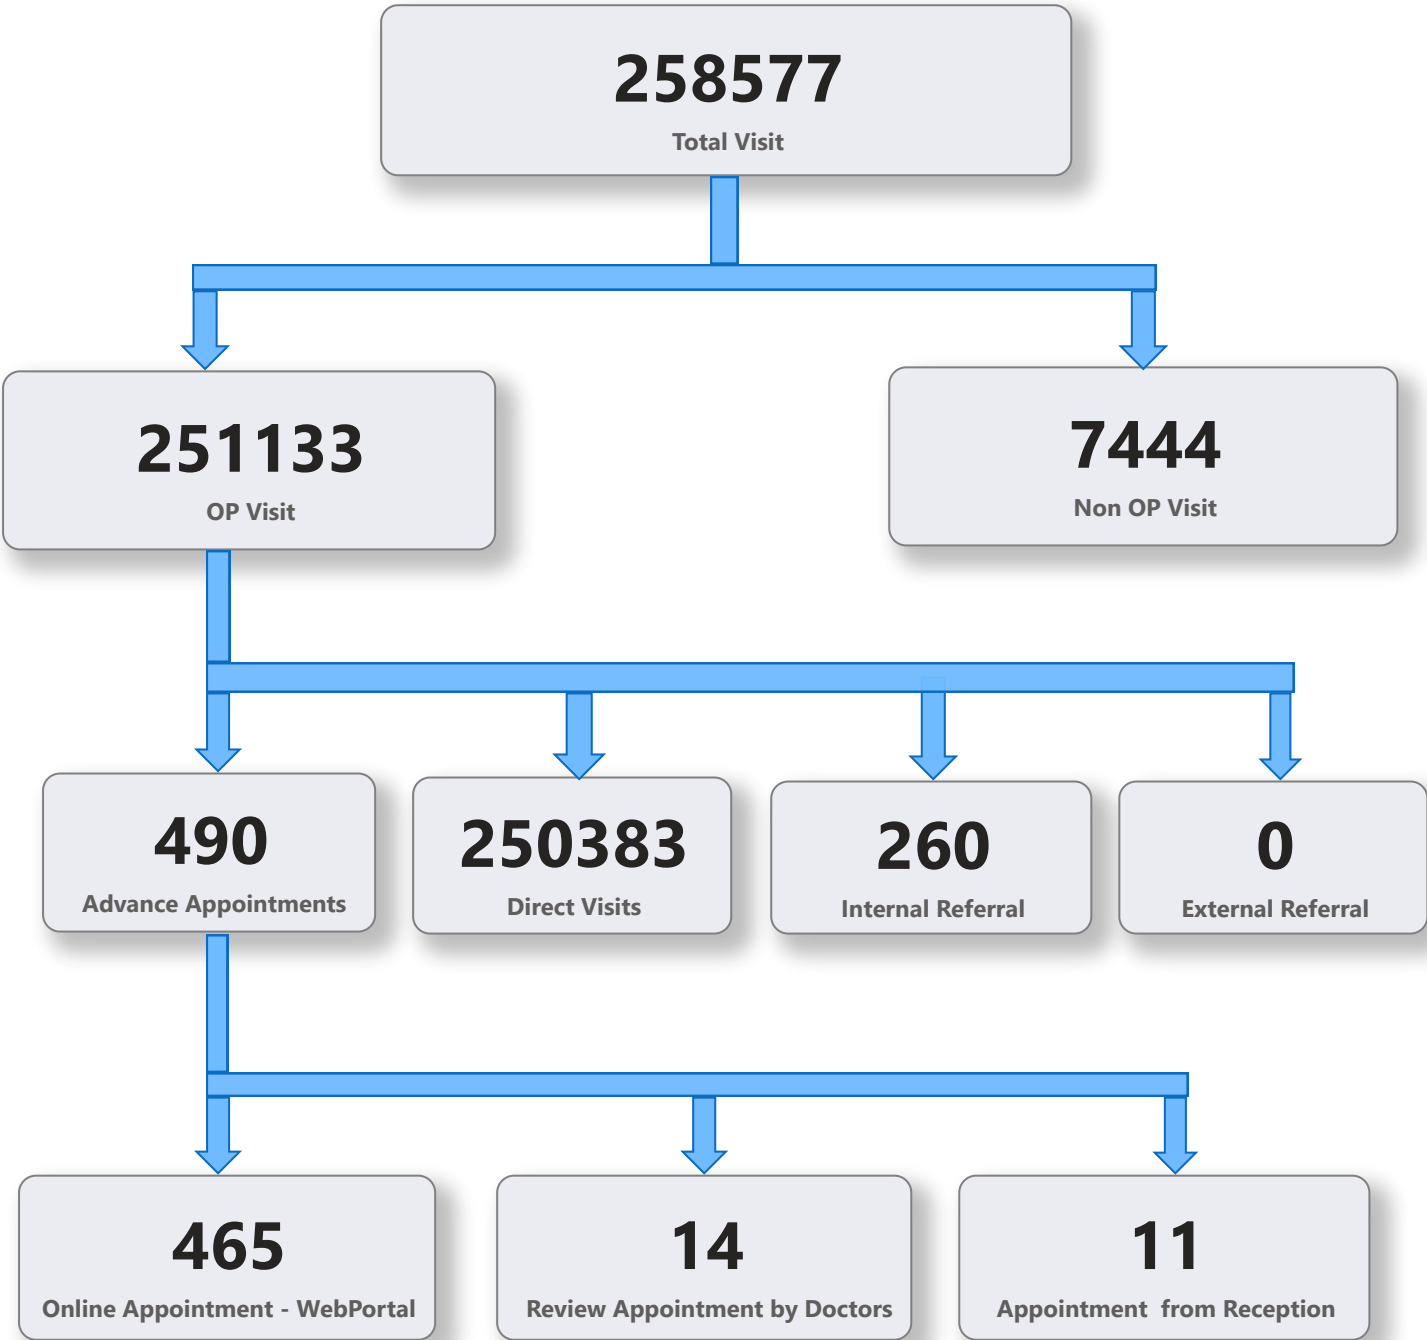 258577
Total Visit
251133
OP Visit
7444
Non OP Visit
490
Advance Appointments
250383
Direct Visits
260
Internal Referral
0
External Referral
465
Online Appointment - WebPortal
14
Review Appointment by Doctors
11
Appointment  from Reception